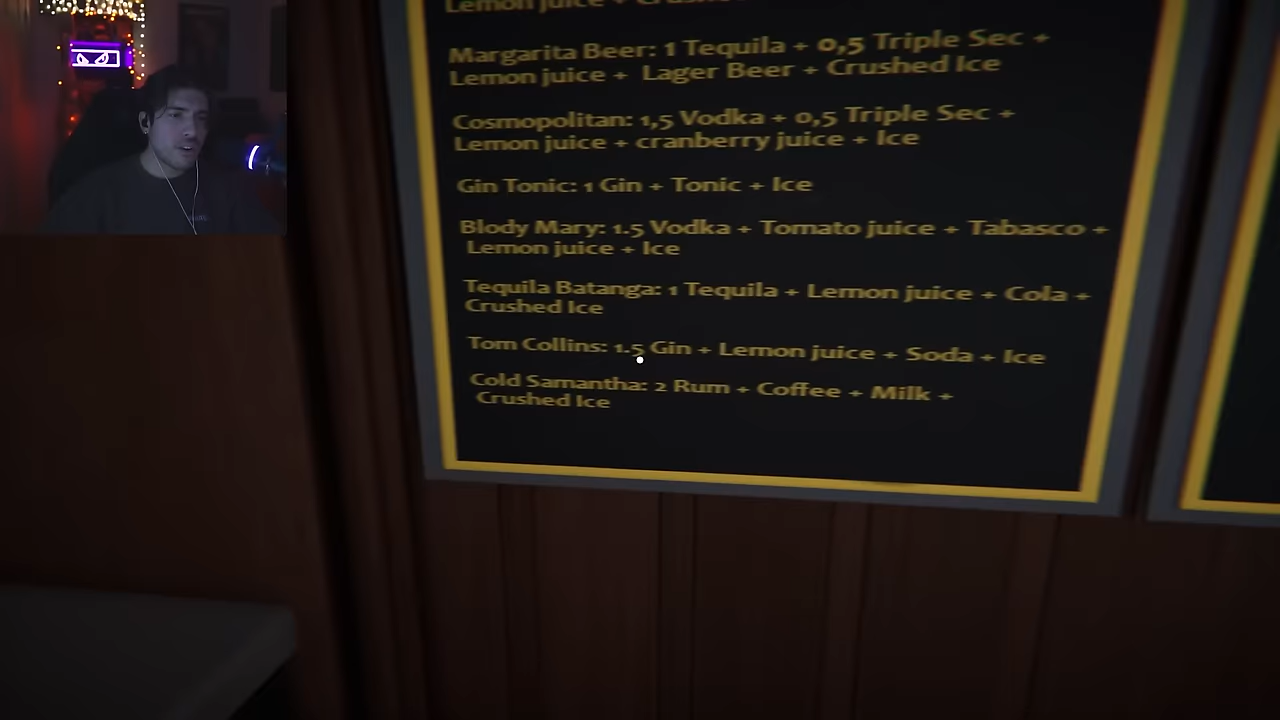 Lemon juice + Crushed
Margarita Beer: 1 Tequila + 0,5 Triple Sec +
Lemon juice + Lager Beer + Crushed Ice
Cosmopolitan: 1,5 Vodka + 0,5 Triple Sec +
Lemon juice + cranberry juice + Ice
Gin Tonic: 1 Gin + Tonic + Ice
Blody Mary: 1.5 Vodka + Tomato juice + Tabasco +
Lemon juice + Ice
Tequila Batanga: 1 Tequila + Lemon juice + Cola +
Crushed Ice
Tom Collins: 1.5 Gin + Lemon juice + Soda + Ice
Cold Samantha: 2 Rum + Coffee + Milk +
Crushed Ice